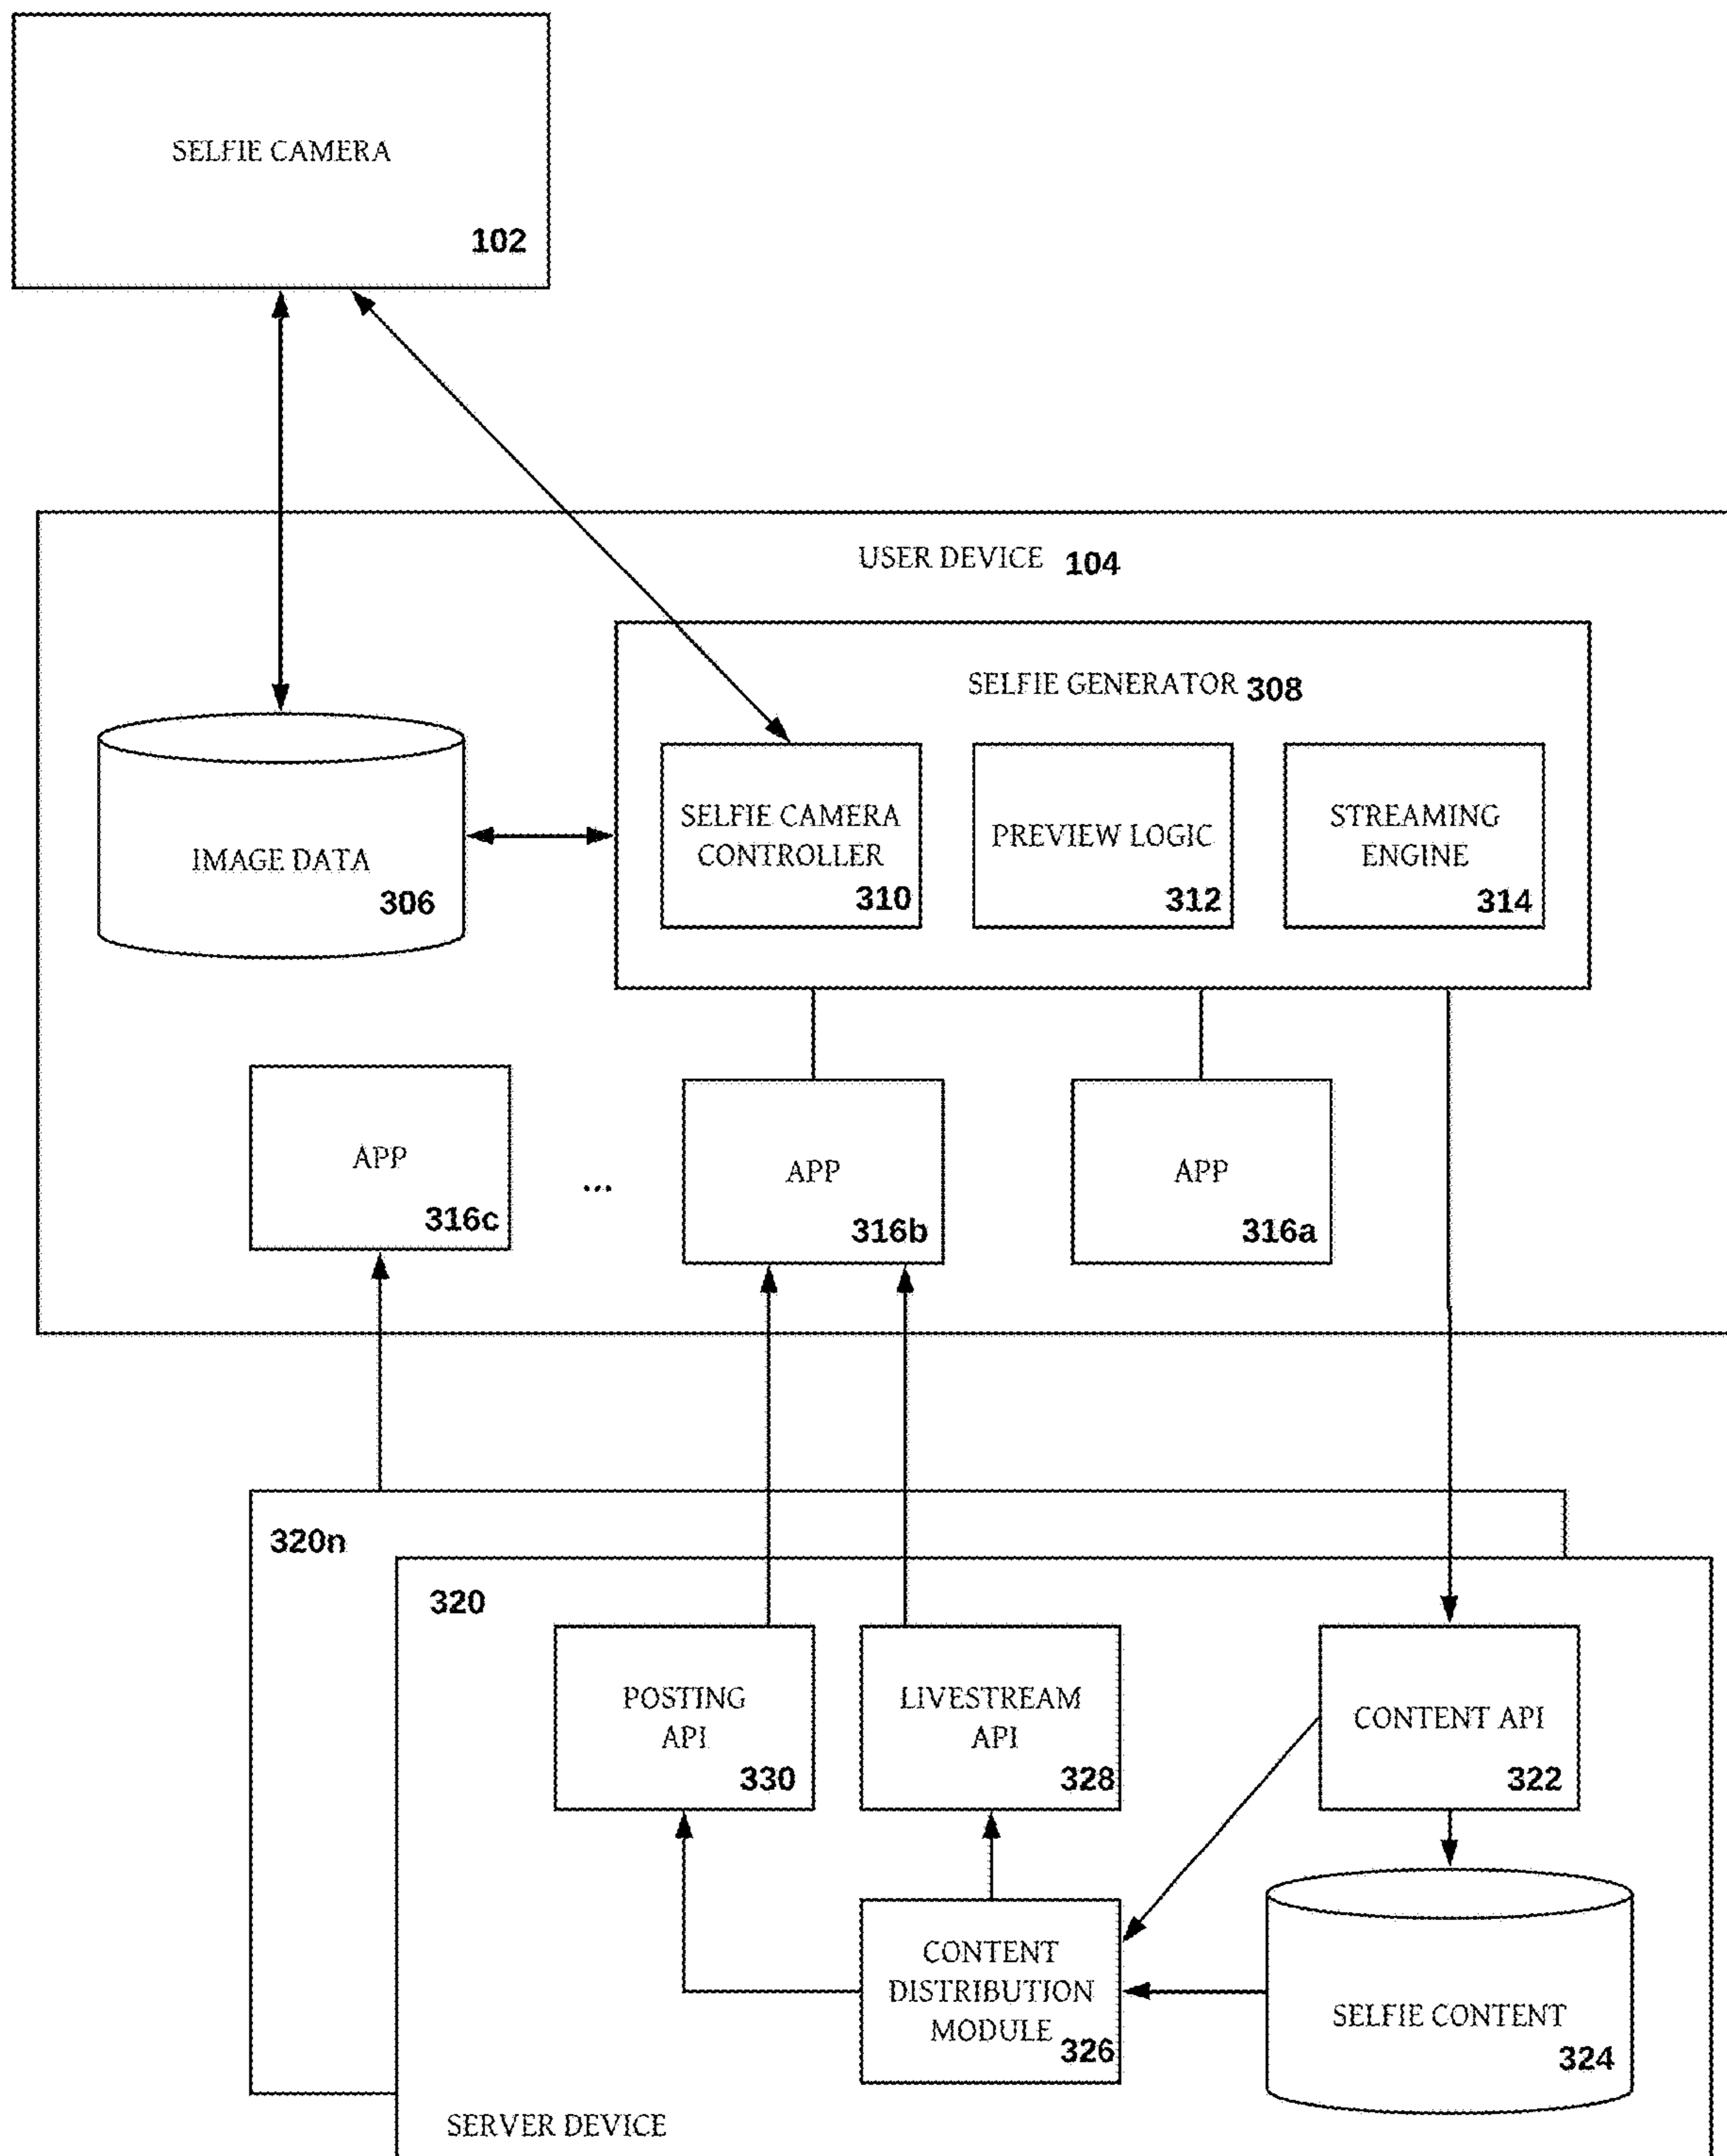 SELFIE CAMERA
102
USER DEVICE 104
SELFIE GENERATOR 308
IMAGE DATA
306
SELFIE CAMERA
CONTROLLER
310
PREVIEW LOGIC
312
STREAMING
ENGINE
314
APP
316c
...
APP
316b
APP
316a
320n
320
POSTING
API
330
LIVESTREAM
API
328
CONTENT API
322
CONTENT
DISTRIBUTION
MODULE
326
SELFIE CONTENT
324
SERVER DEVICE